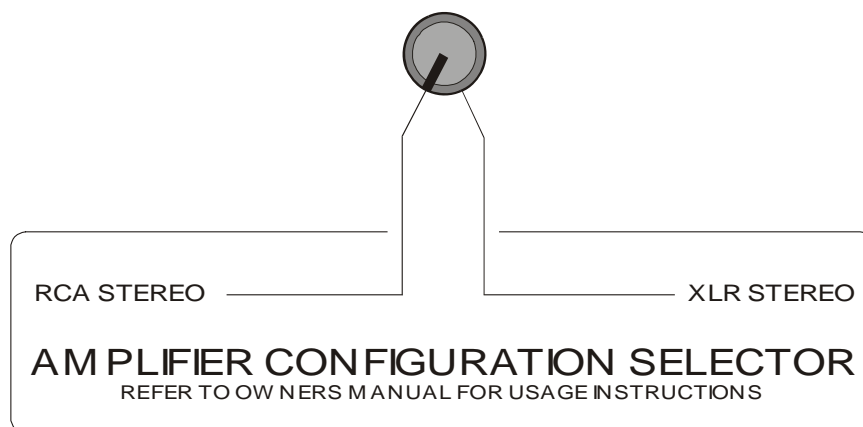 RCA STEREO
XLR STEREO
AMPLIFIER CONFIGURATION SELECTOR
REFER TO OWNERS MANUAL FOR USAGE INSTRUCTIONS